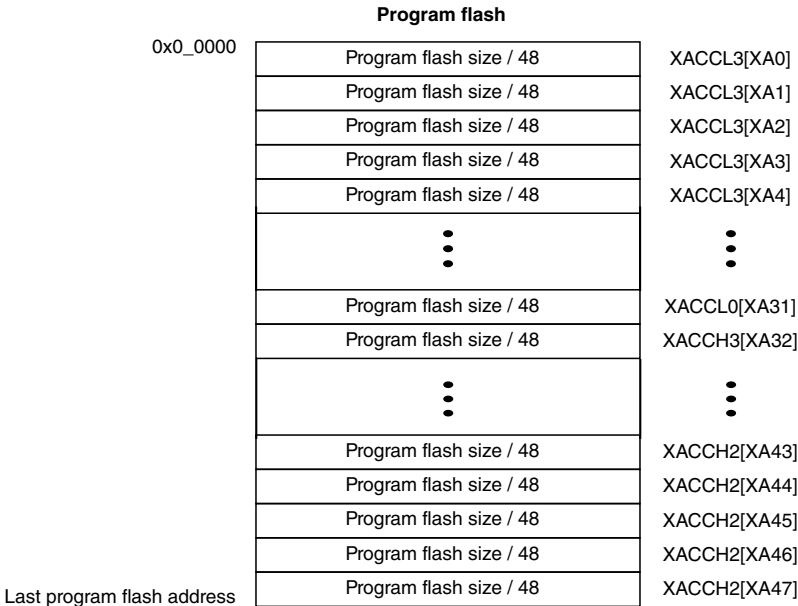 Program flash
0x0_0000
Program flash size / 48 XACCL3[XA0]
Program flash size / 48 XACCL3[XA1]
Program flash size / 48 XACCL3[XA2]
Program flash size / 48 XACCL3[XA3]
Program flash size / 48 XACCL3[XA4]
Program flash size / 48 XACCL0[XA31]
Program flash size / 48 XACCH3[XA32]
Program flash size / 48 XACCH2[XA43]
Program flash size / 48 XACCH2[XA44]
Program flash size / 48 XACCH2[XA45]
Program flash size / 48 XACCH2[XA46]
Program flash size / 48 XACCH2[XA47]
Last program flash address